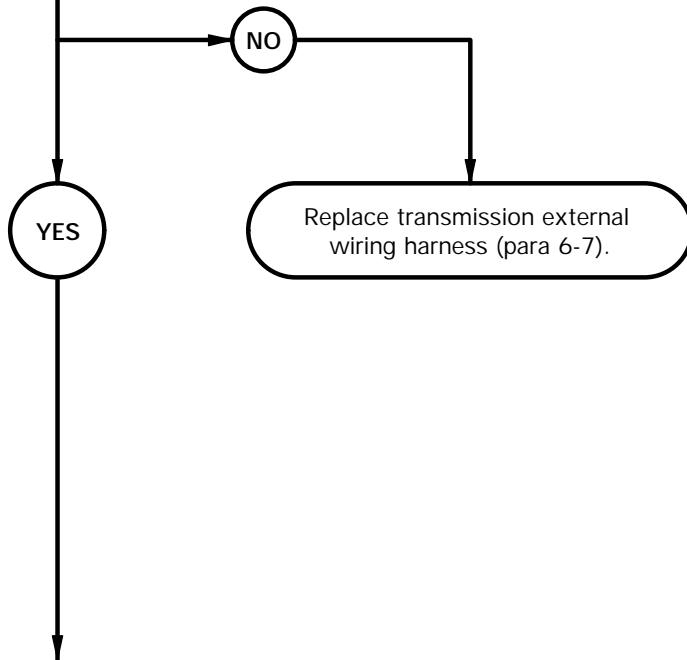 NO
YES
Replace transmission external
wiring harness (para 6-7).